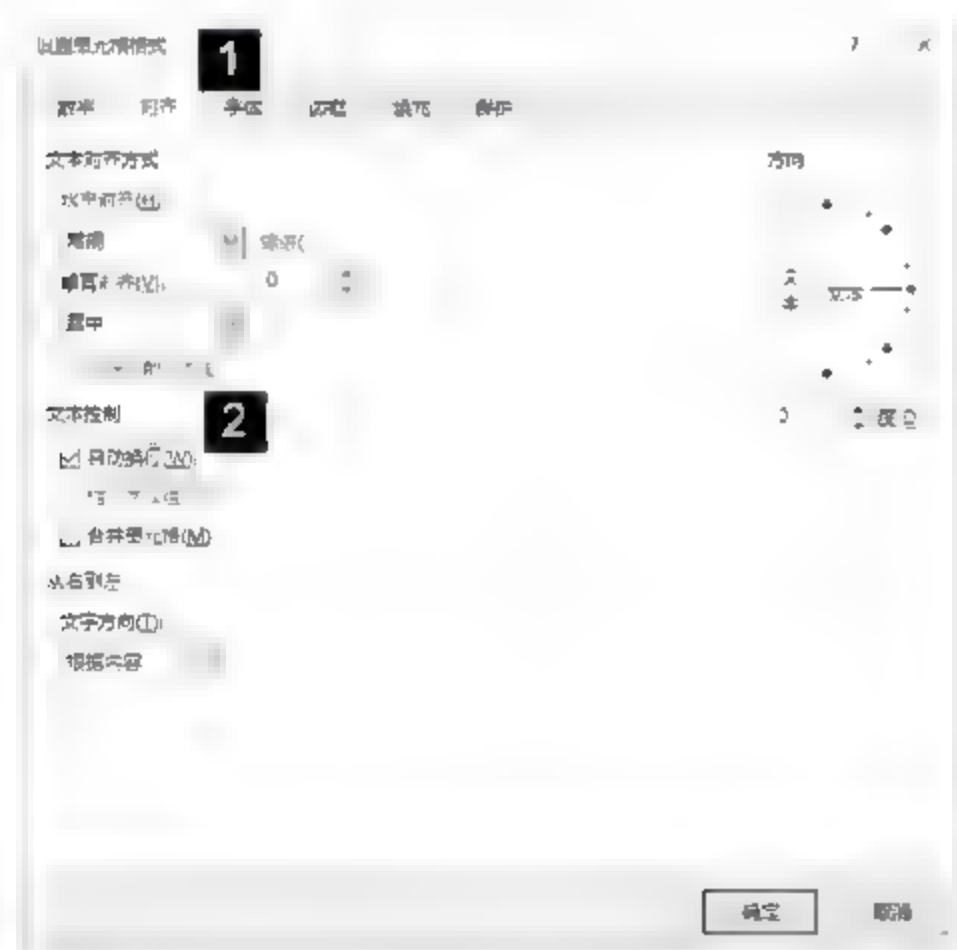 设置单元格格式 1 ? ×
数字 对齐 字体 边框 填充 保护
文本对齐方式 方向
水平对齐(H)
常规 缩进(
垂直对齐(V): 0
居中
文本
文本
文本控制 2 0 度(D)
自动换行(W)
合并单元格(M)
从右到左
文字方向(T):
根据内容
确定 取消